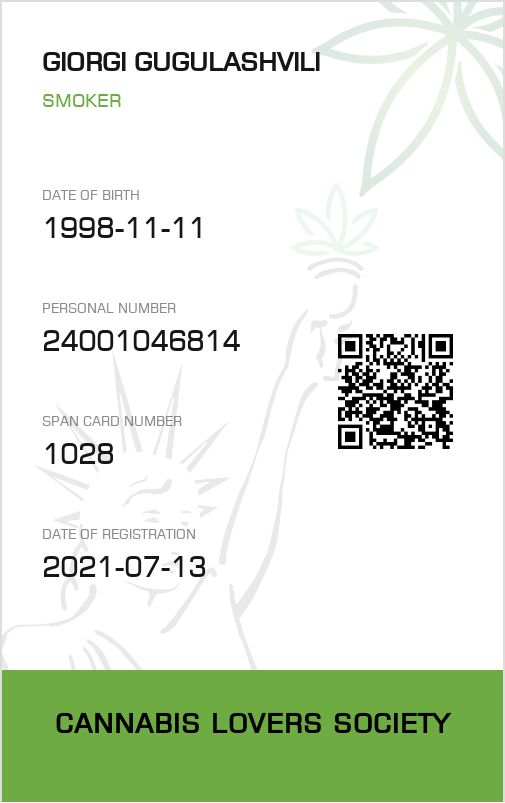 GIORGI GUGULASHVILI
SMOKER
DATE OF BIRTH
1998-11-11
PERSONAL NUMBER
24001046814
SPAN CARD NUMBER
1028
DATE OF REGISTRATION
2021-07-13
CANNABIS LOVERS SOCIETY